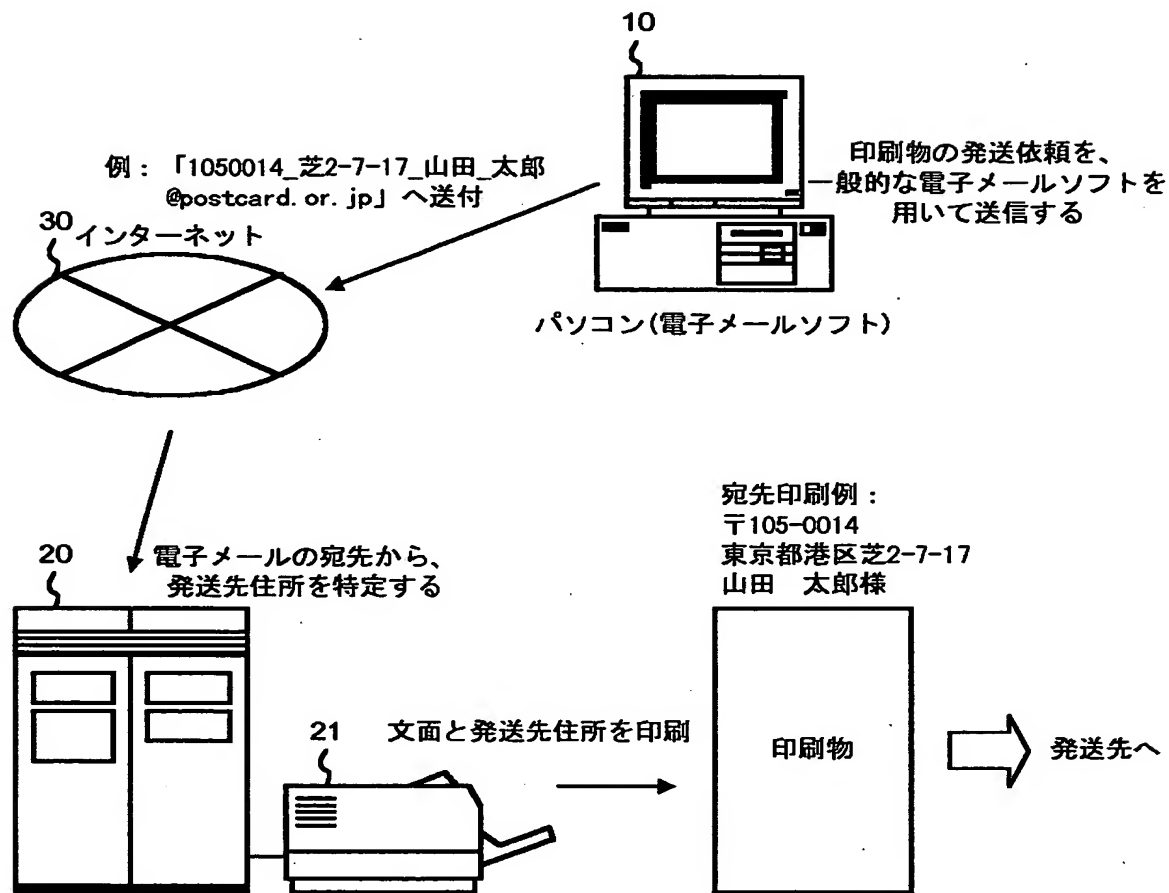 10
例：「1050014_芝2-7-17_山田_太郎
@postcard.or.jp」へ送付
印刷物の発送依頼を、
一般的な電子メールソフトを
用いて送信する
30
インターネット
パソコン(電子メールソフト)
20
電子メールの宛先から、
発送先住所を特定する
宛先印刷例：
〒105-0014
東京都港区芝2-7-17
山田　太郎様
21
文面と発送先住所を印刷
印刷物
発送先へ